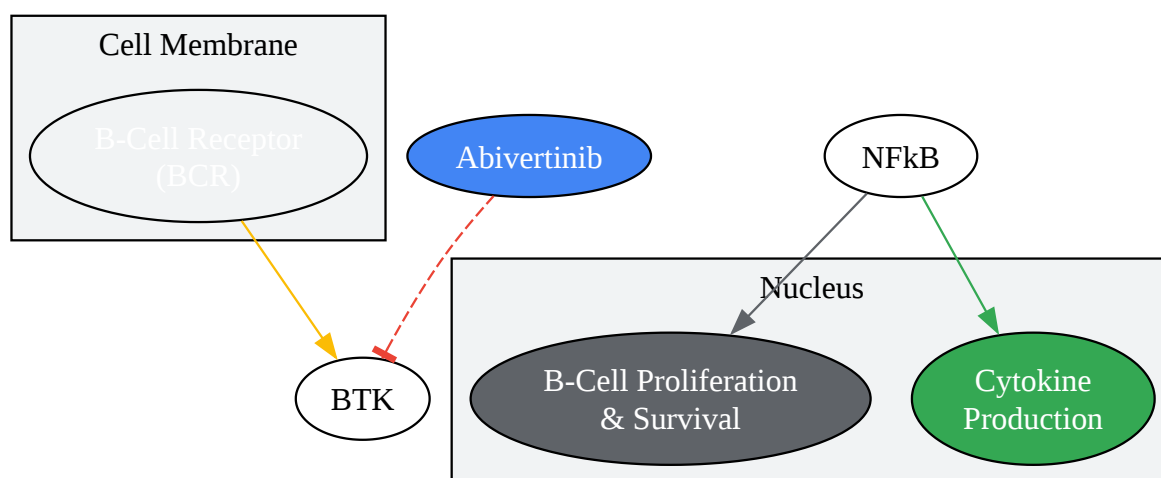 Cell Membrane
B-Cell Receptor
(BCR)
Abivertinib
NFkB
Nucleus
BTK
B-Cell Proliferation
& Survival
Cytokine
Production